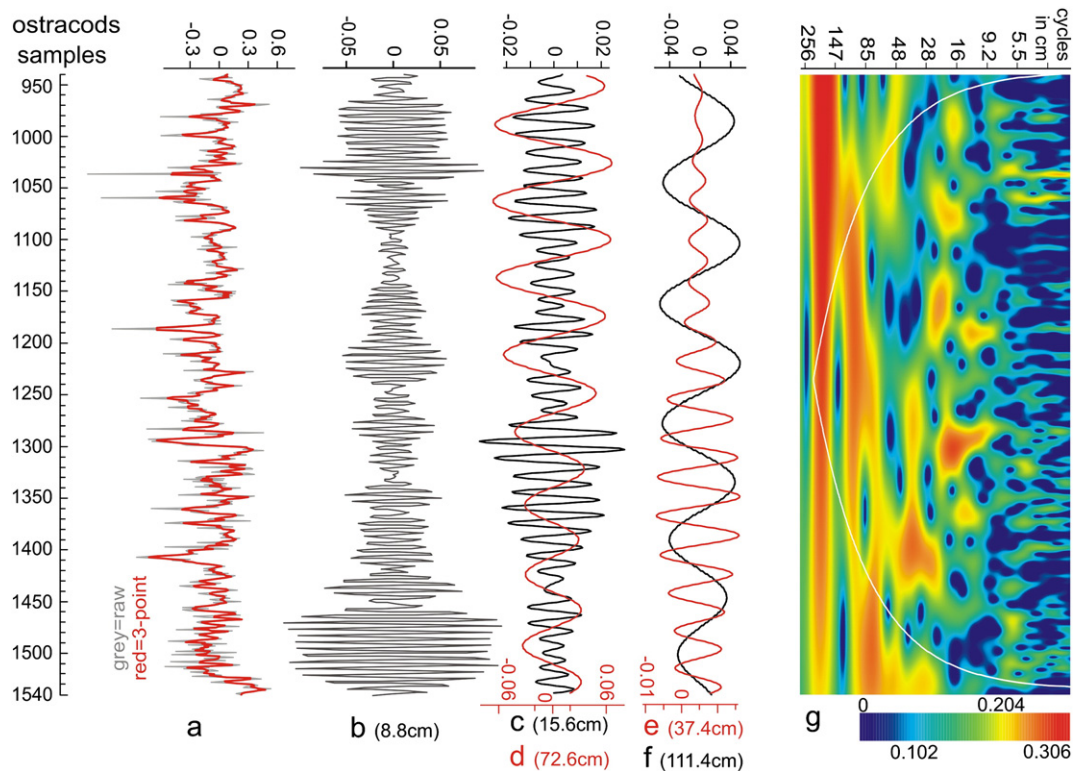 ostracods
samples
-0.3 0 0.3 0.6
-0.05 0 0.05
-0.02 0 0.02
-0.04 0 0.04
cycles
in cm
256 147 85 48 28 16 9.2 5.5
950
1000
1050
1100
1150
1200
1250
1300
1350
1400
1450
1500
1540
grey=raw
red=3-point
-0.06 0 0.06
-0.01 0
a
b (8.8cm)
c (15.6cm)
d (72.6cm)
e (37.4cm)
f (111.4cm)
g
0 0.204
0.102 0.306